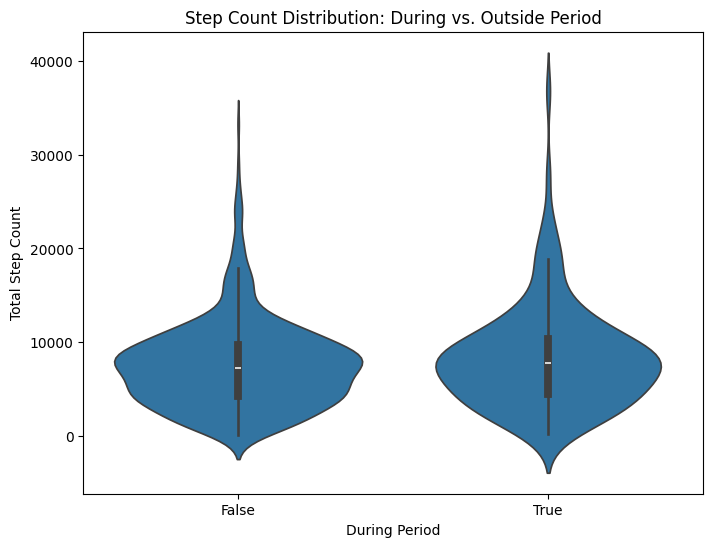 Step Count Distribution: During vs. Outside Period
Total Step Count
40000
30000
20000
10000
0
False
True
During Period